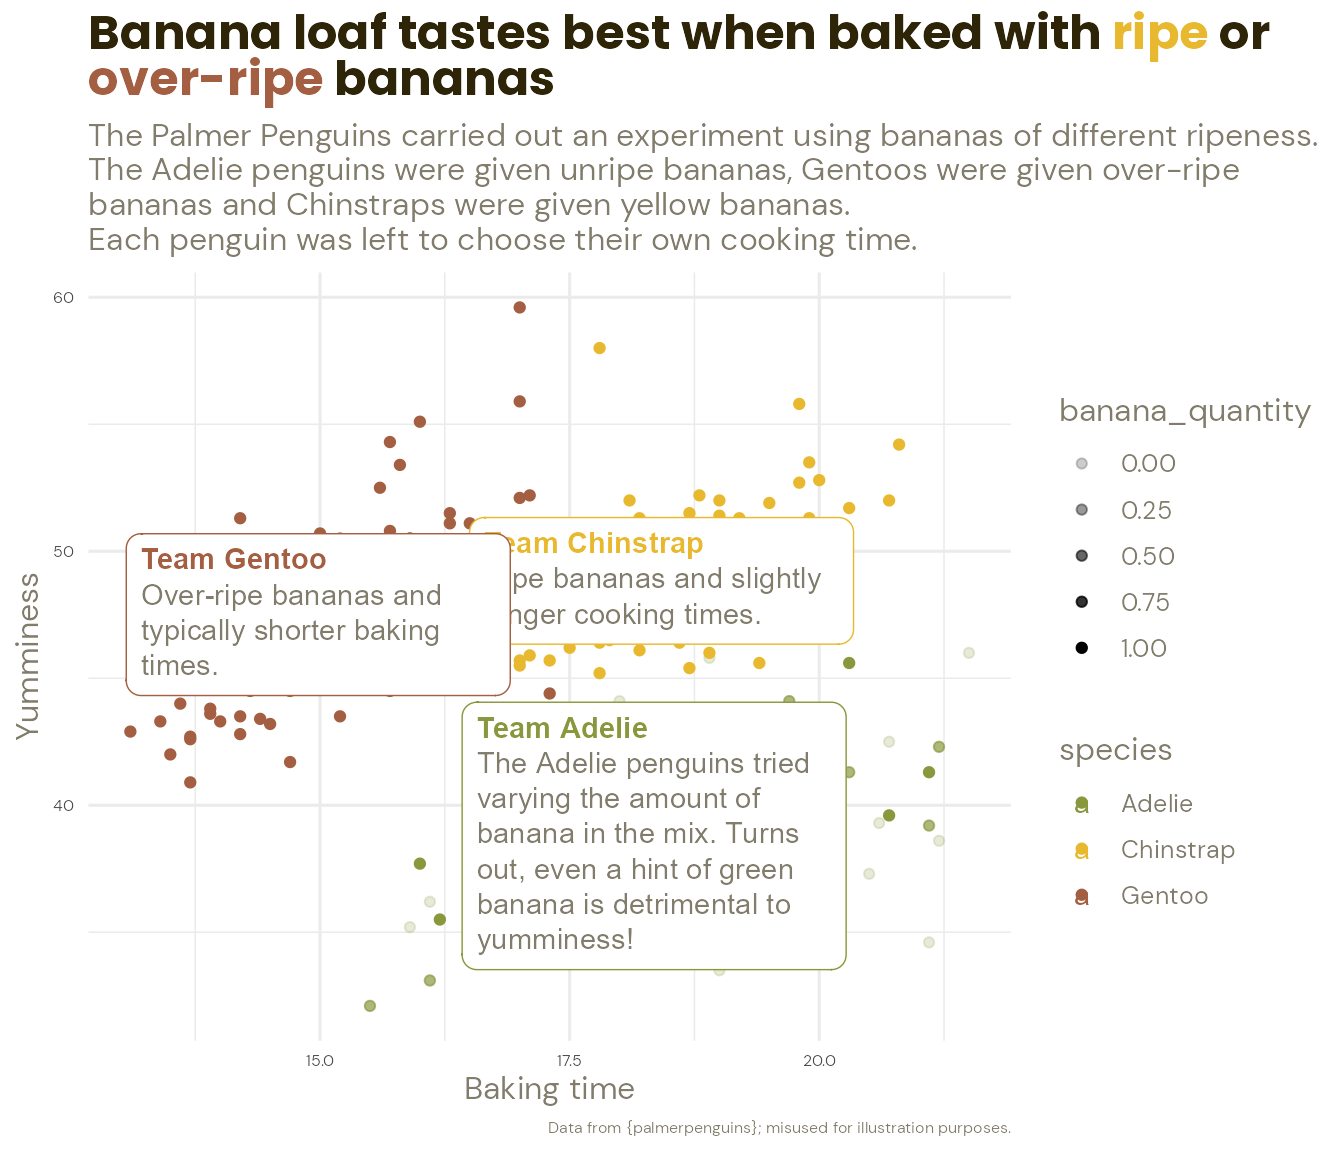 Banana loaf tastes best when baked with ripe or
over-ripe bananas
The Palmer Penguins carried out an experiment using bananas of different ripeness.
The Adelie penguins were given unripe bananas, Gentoos were given over-ripe
bananas and Chinstraps were given yellow bananas.
Each penguin was left to choose their own cooking time.
Yumminess
60
50
40
Team Gentoo
Over-ripe bananas and
typically shorter baking
times.
eam Chinstrap
pe bananas and slightly
nger cooking times.
Team Adelie
The Adelie penguins tried
varying the amount of
banana in the mix. Turns
out, even a hint of green
banana is detrimental to
yumminess!
15.0
17.5
20.0
Baking time
banana_quantity
0.00
0.25
0.50
0.75
1.00
species
a Adelie
a Chinstrap
a Gentoo
Data from {palmerpenguins}; misused for illustration purposes.